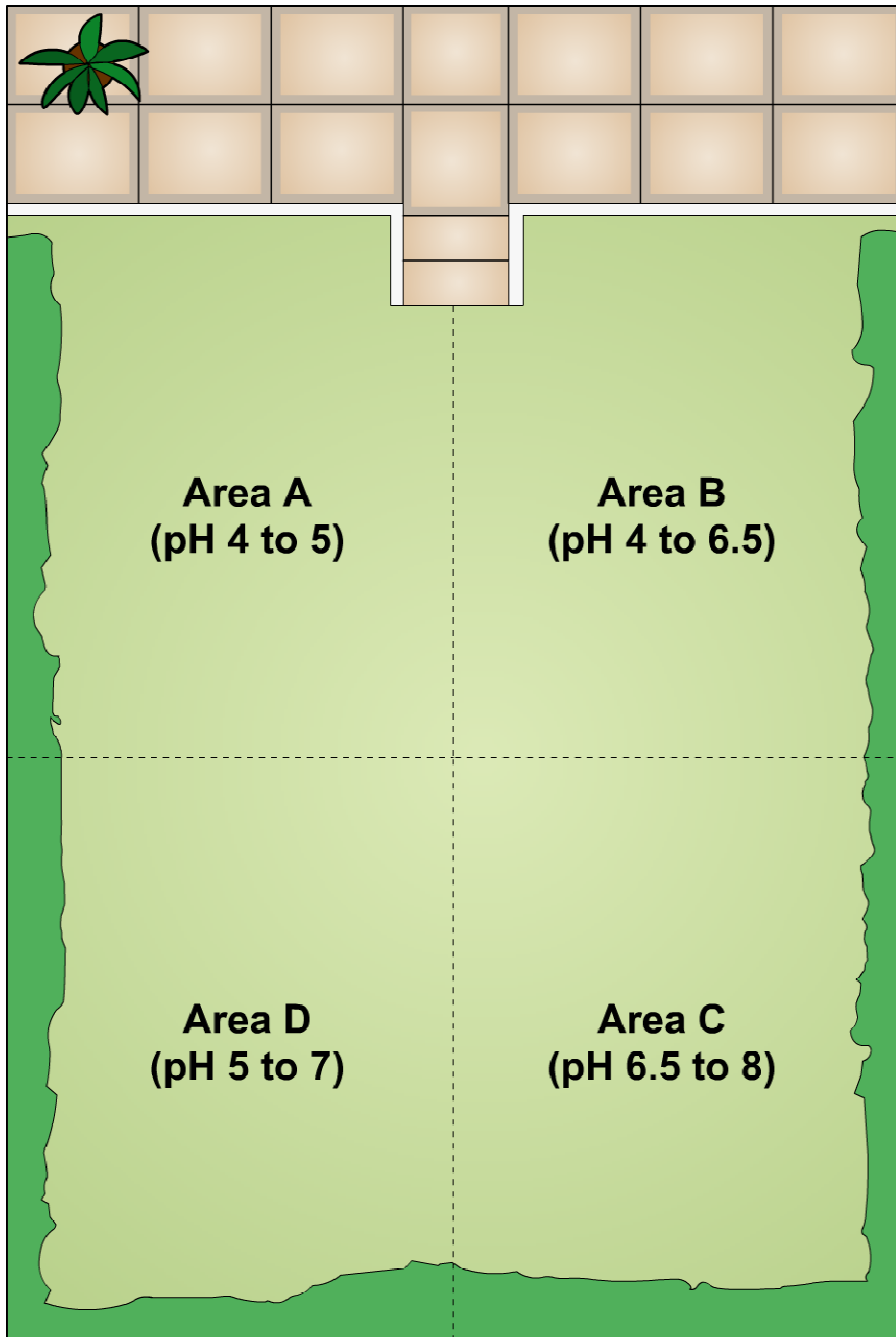 Area A
(pH 4 to 5)
Area B
(pH 4 to 6.5)
Area D
(pH 5 to 7)
Area C
(pH 6.5 to 8)